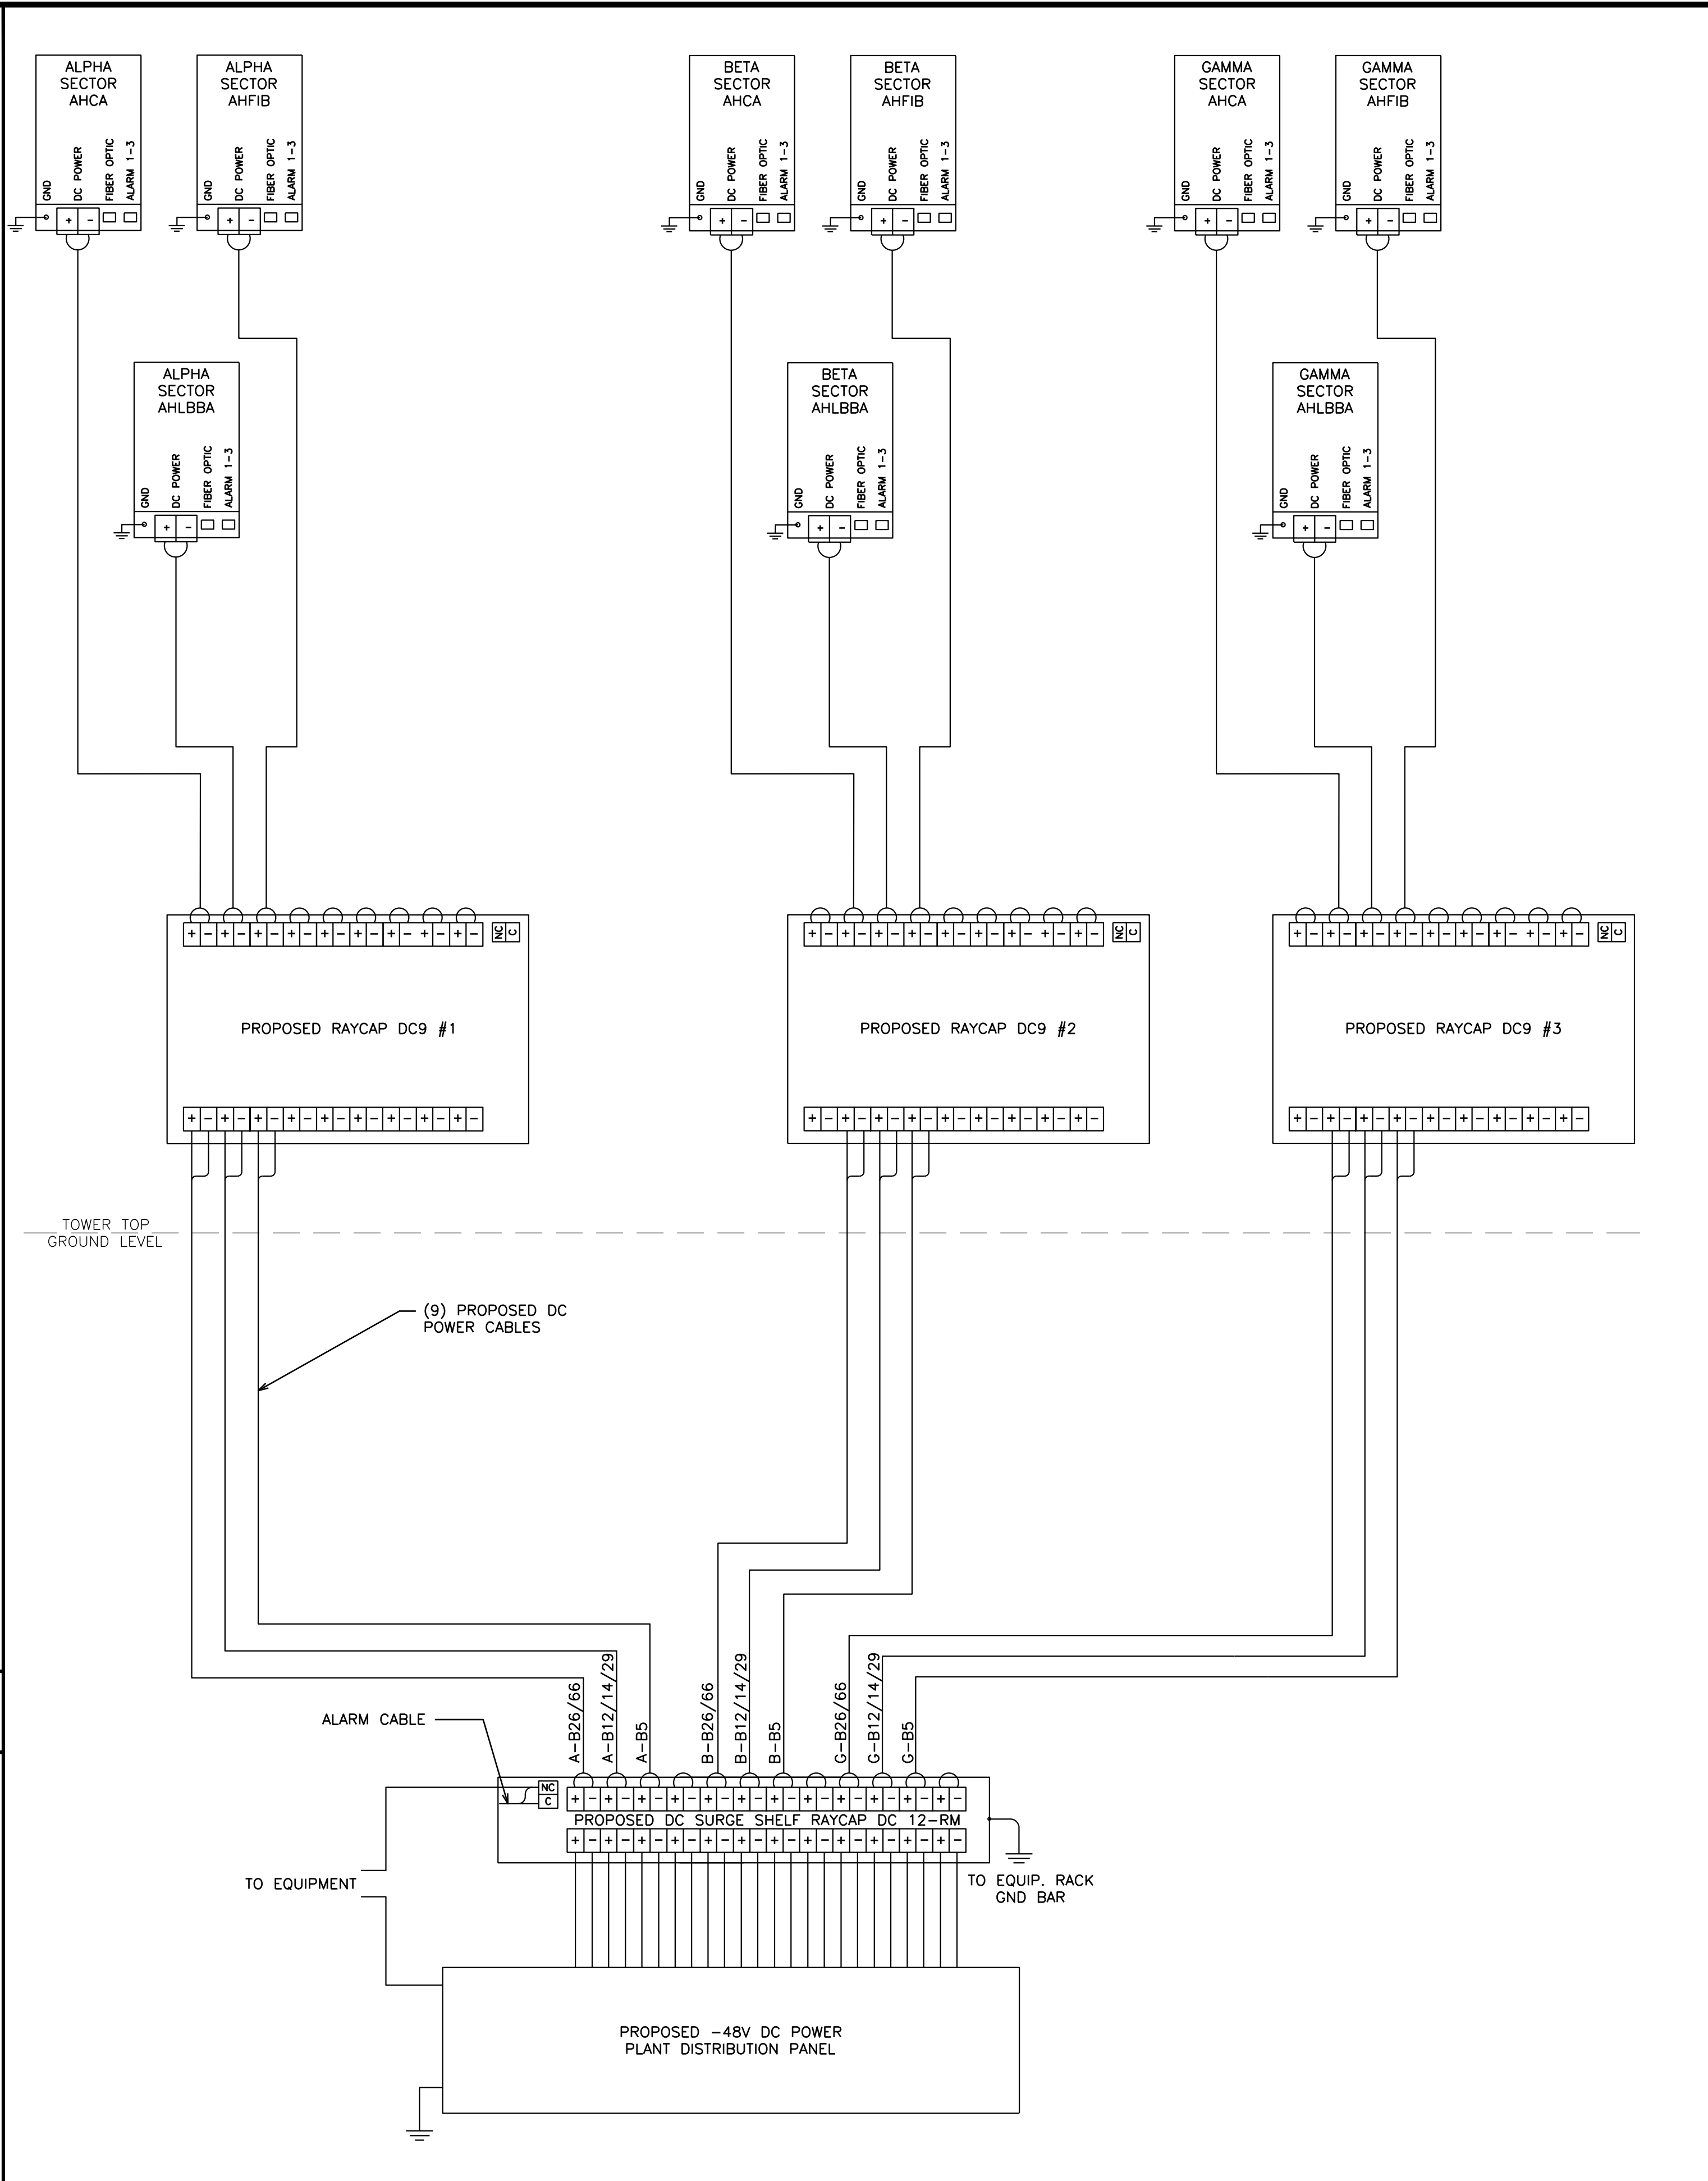 ALPHA
SECTOR
AHCA
GND
DC POWER
FIBER OPTIC
ALARM 1-3
+ -
ALPHA
SECTOR
AHFIB
GND
DC POWER
FIBER OPTIC
ALARM 1-3
+ -
BETA
SECTOR
AHCA
GND
DC POWER
FIBER OPTIC
ALARM 1-3
+ -
BETA
SECTOR
AHFIB
GND
DC POWER
FIBER OPTIC
ALARM 1-3
+ -
GAMMA
SECTOR
AHCA
GND
DC POWER
FIBER OPTIC
ALARM 1-3
+ -
GAMMA
SECTOR
AHFIB
GND
DC POWER
FIBER OPTIC
ALARM 1-3
+ -
ALPHA
SECTOR
AHLBBA
GND
DC POWER
FIBER OPTIC
ALARM 1-3
+ -
BETA
SECTOR
AHLBBA
GND
DC POWER
FIBER OPTIC
ALARM 1-3
+ -
GAMMA
SECTOR
AHLBBA
GND
DC POWER
FIBER OPTIC
ALARM 1-3
+ -
+ - + - + - + - + - + - + - + - + - NC C
PROPOSED RAYCAP DC9 #1
+ - + - + - + - + - + - + - + - + -
+ - + - + - + - + - + - + - + - + - NC C
PROPOSED RAYCAP DC9 #2
+ - + - + - + - + - + - + - + - + -
+ - + - + - + - + - + - + - + - + - NC C
PROPOSED RAYCAP DC9 #3
+ - + - + - + - + - + - + - + - + -
TOWER TOP
GROUND LEVEL
(9) PROPOSED DC
POWER CABLES
A-B26/66
A-B12/14/29
A-B5
B-B26/66
B-B12/14/29
B-B5
G-B26/66
G-B12/14/29
G-B5
ALARM CABLE
NC
C
+ - + - + - + - + - + - + - + - + - + - + - + -
PROPOSED DC SURGE SHELF RAYCAP DC 12-RM
+ - + - + - + - + - + - + - + - + - + - + - + -
TO EQUIPMENT
TO EQUIP. RACK
GND BAR
PROPOSED -48V DC POWER
PLANT DISTRIBUTION PANEL